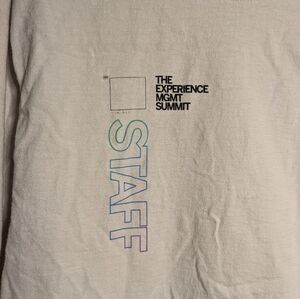 THE
EXPERIENCE
MGMT
SUMMIT
STAFF